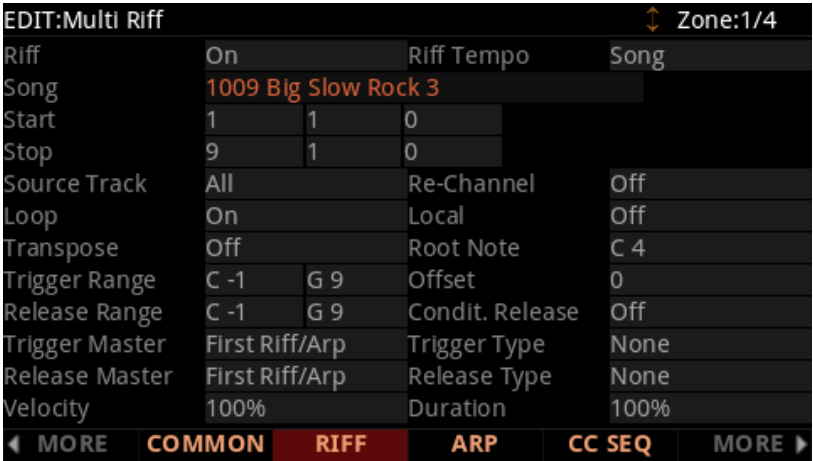 EDIT:Multi Riff Zone:1/4
Riff On Riff Tempo Song
Song 1009 Big Slow Rock 3
Start 1 1 0
Stop 9 1 0
Source Track All Re-Channel Off
Loop On Local Off
Transpose Off Root Note C 4
Trigger Range C -1 G 9 Offset 0
Release Range C -1 G 9 Condit. Release Off
Trigger Master First Riff/Arp Trigger Type None
Release Master First Riff/Arp Release Type None
Velocity 100% Duration 100%
MORE COMMON RIFF ARP CC SEQ MORE